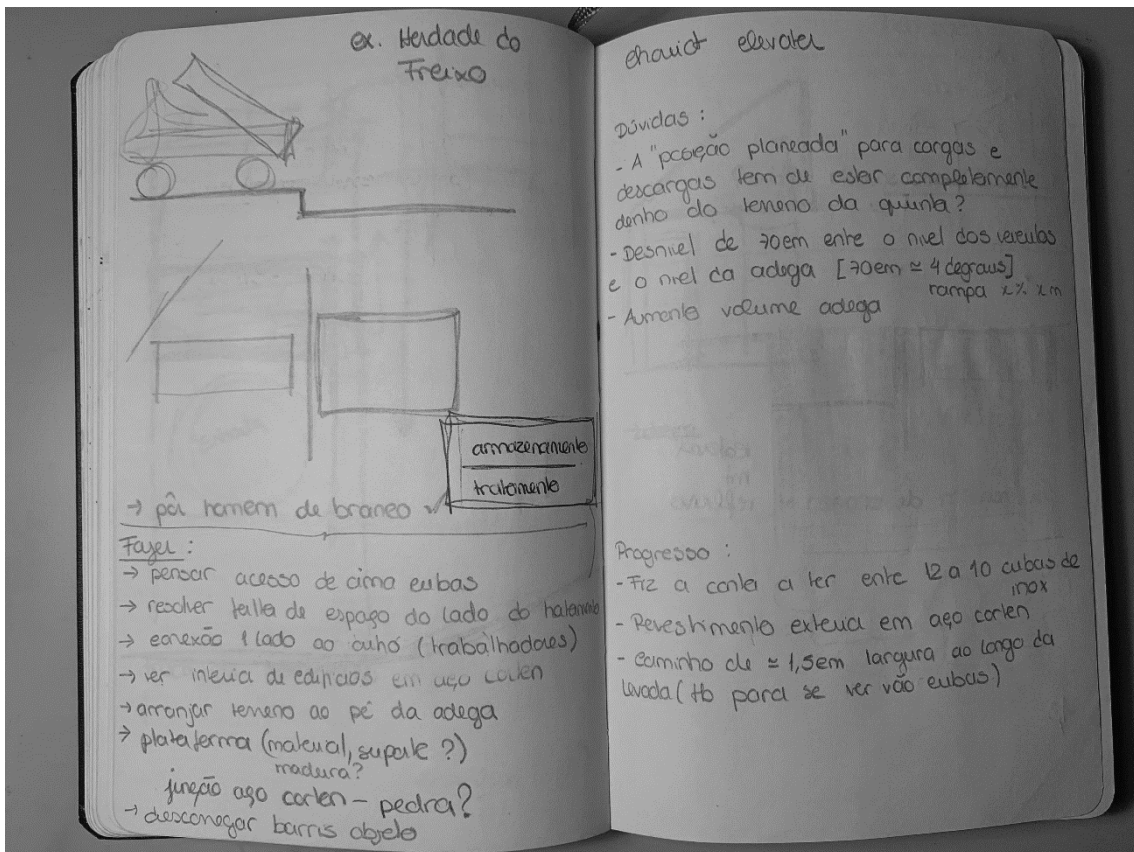 ex. Herdade do
Freixo
armazenamento
tratamento
→ pôr homem de branco ✓
Fazer :
→ pensar acesso de cima cubas
→ resolver falta de espaço do lado do tratamento
→ conexão 1 lado ao outro (trabalhadores)
→ ver interior de edifícios em aço corten
→ arranjar terreno ao pé da adega
→ plataforma (material, suporte ?)
madeira?
junção aço corten - pedra?
→ descarregar barris objeto
chariot elevater
Dúvidas :
- A "posição planeada" para cargas e
descargas tem de estar completamente
dentro do terreno da quinta ?
- Desnível de 70cm entre o nível dos veículos
e o nível da adega [70cm ≃ 4 degraus]
rampa x% xm
- Aumento volume adega
Progresso :
- Fiz a contar a ter entre 12 a 10 cubas de
inox
- Revestimento exterior em aço corten
- Caminho de ≃ 1,5cm largura ao longo da
levada (tb para se ver vão cubas)